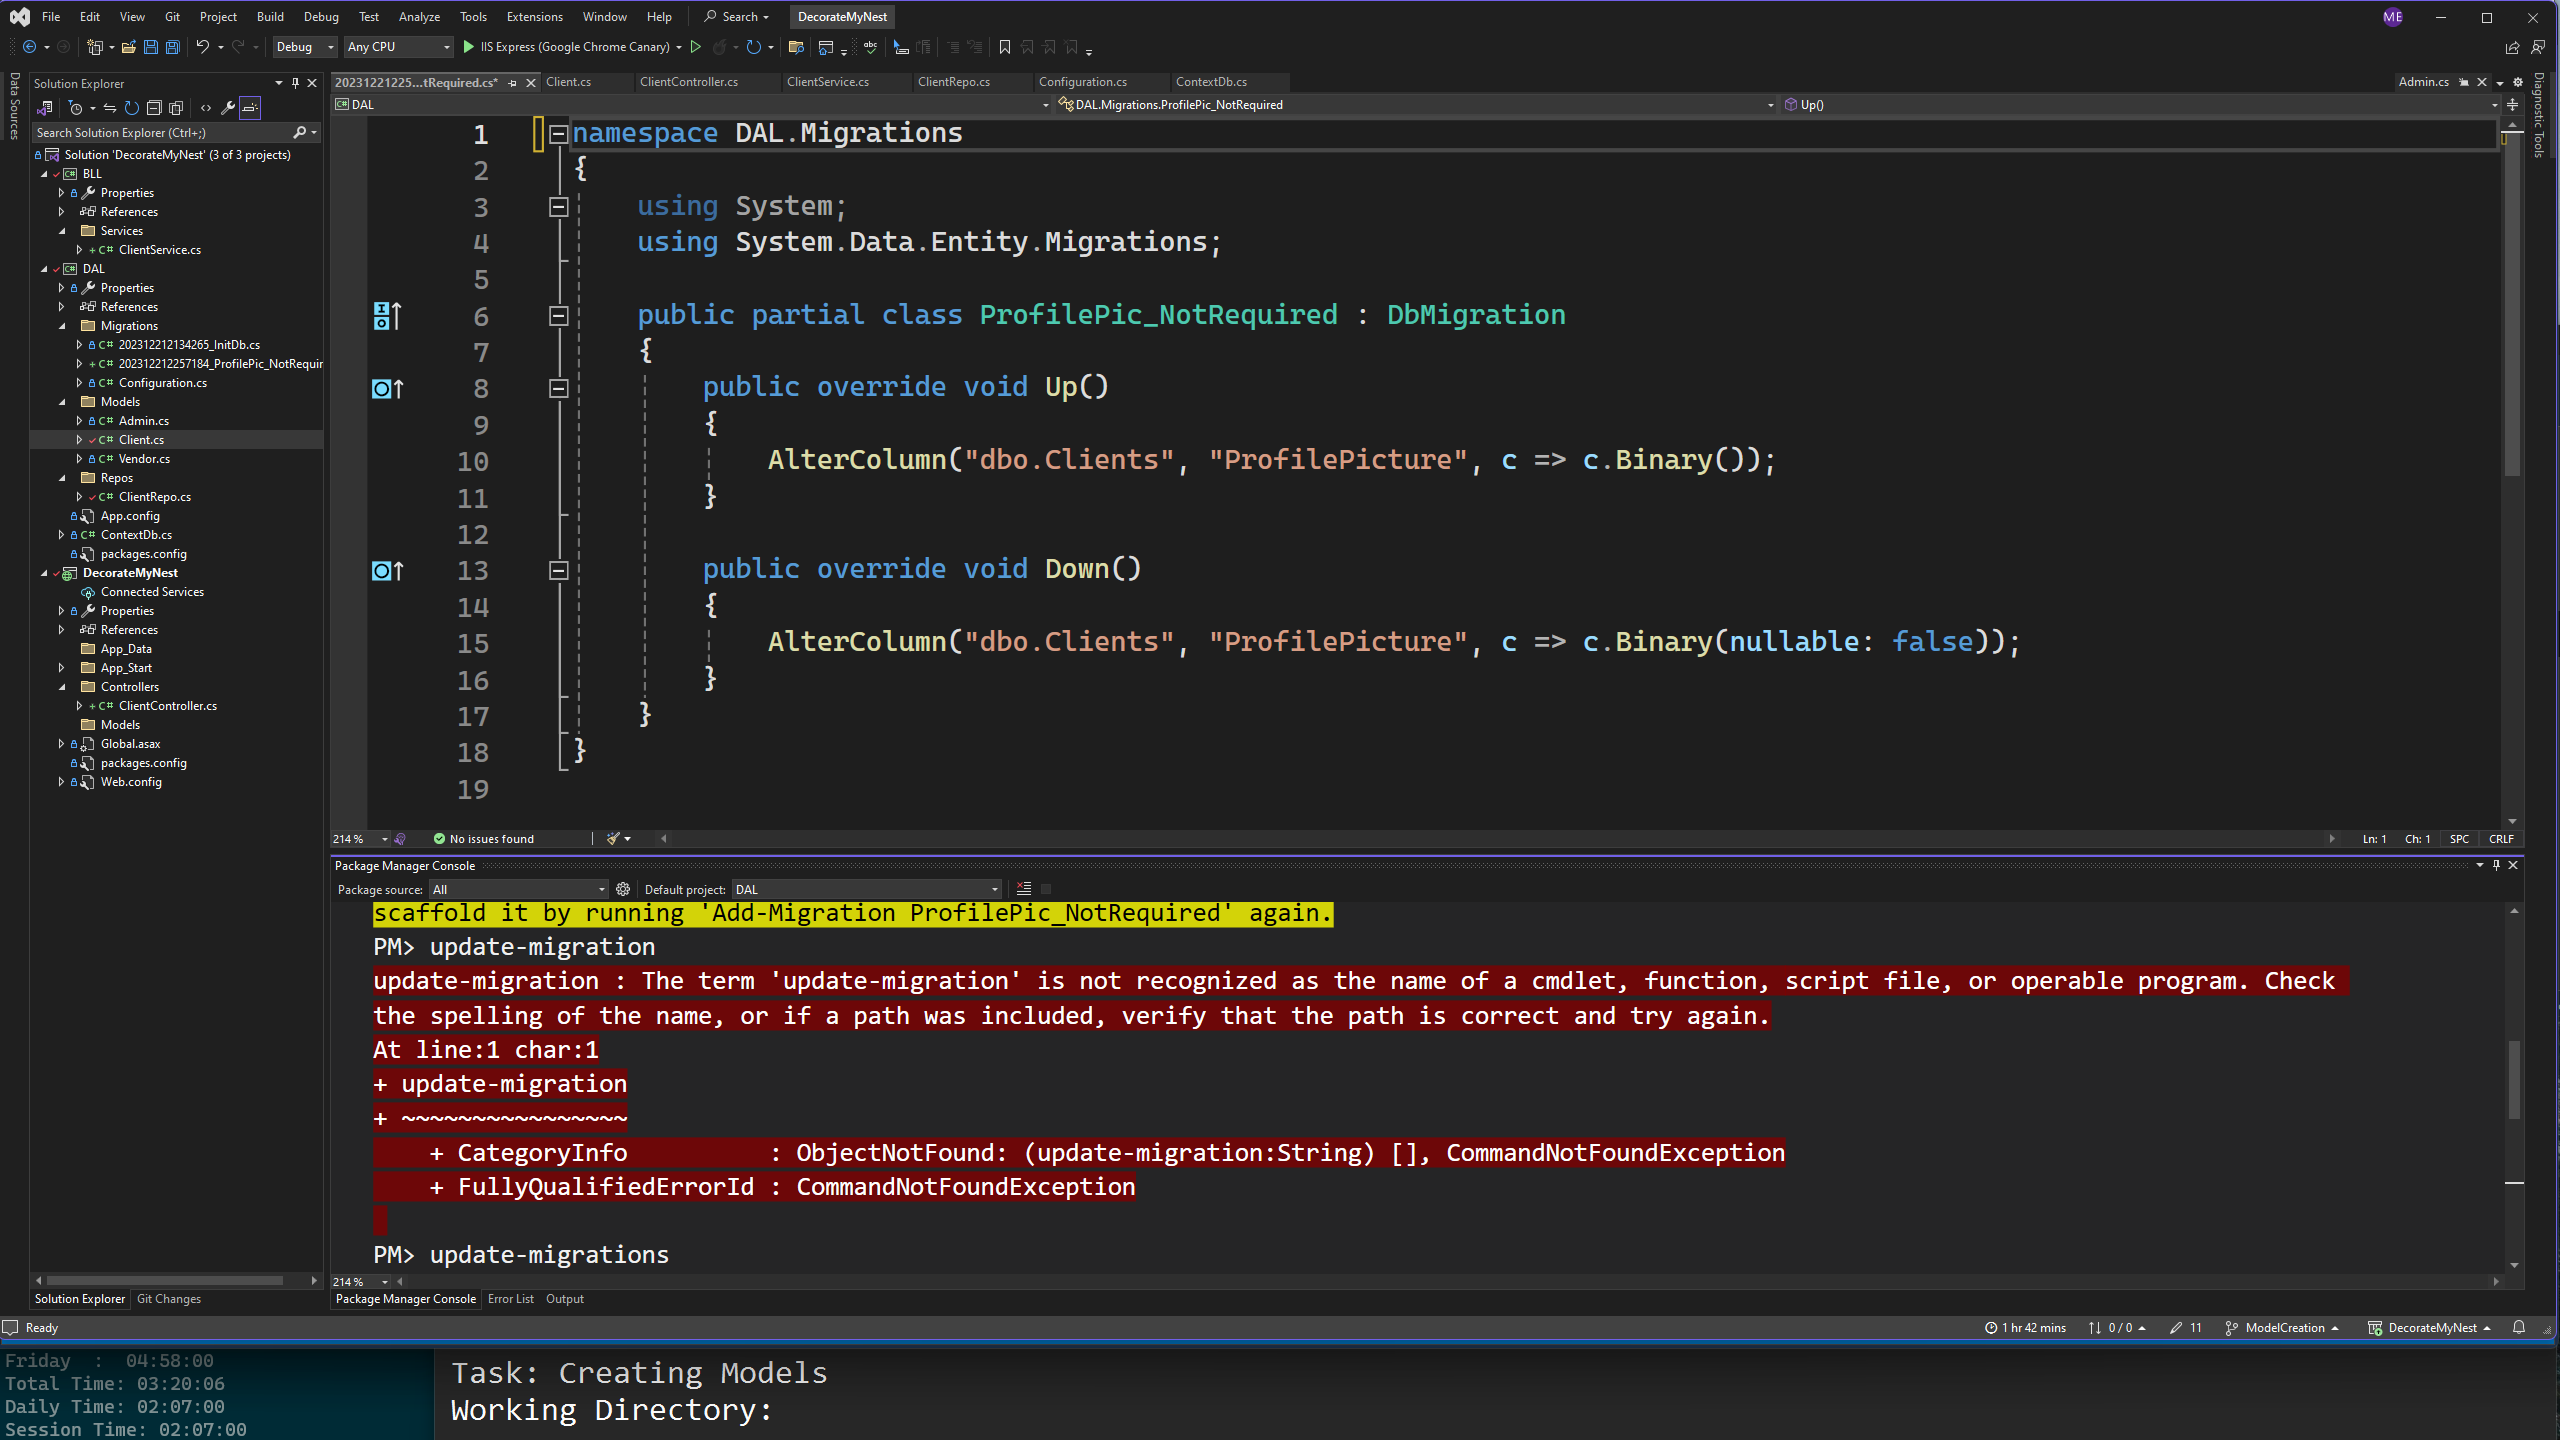 File Edit View Git Project Build Debug Test Analyze Tools Extensions Window Help Search DecorateMyNest ME
Debug Any CPU IIS Express (Google Chrome Canary)
Data Sources
Solution Explorer
Search Solution Explorer (Ctrl+;)
Solution 'DecorateMyNest' (3 of 3 projects)
BLL
Properties
References
Services
C# ClientService.cs
DAL
Properties
References
Migrations
C# 202312212134265_InitDb.cs
C# 202312212257184_ProfilePic_NotRequir
C# Configuration.cs
Models
C# Admin.cs
C# Client.cs
C# Vendor.cs
Repos
C# ClientRepo.cs
App.config
C# ContextDb.cs
packages.config
DecorateMyNest
Connected Services
Properties
References
App_Data
App_Start
Controllers
C# ClientController.cs
Models
Global.asax
packages.config
Web.config
Solution Explorer Git Changes
20231221225...tRequired.cs* Client.cs ClientController.cs ClientService.cs ClientRepo.cs Configuration.cs ContextDb.cs Admin.cs
DAL DAL.Migrations.ProfilePic_NotRequired Up()
Diagnostic Tools
1 namespace DAL.Migrations
2 {
3 using System;
4 using System.Data.Entity.Migrations;
5
6 public partial class ProfilePic_NotRequired : DbMigration
7 {
8 public override void Up()
9 {
10 AlterColumn("dbo.Clients", "ProfilePicture", c => c.Binary());
11 }
12
13 public override void Down()
14 {
15 AlterColumn("dbo.Clients", "ProfilePicture", c => c.Binary(nullable: false));
16 }
17 }
18 }
19
214 % No issues found Ln: 1 Ch: 1 SPC CRLF
Package Manager Console
Package source: All Default project: DAL
scaffold it by running 'Add-Migration ProfilePic_NotRequired' again.
PM> update-migration
update-migration : The term 'update-migration' is not recognized as the name of a cmdlet, function, script file, or operable program. Check
the spelling of the name, or if a path was included, verify that the path is correct and try again.
At line:1 char:1
+ update-migration
+ ~~~~~~~~~~~~~~~~
+ CategoryInfo : ObjectNotFound: (update-migration:String) [], CommandNotFoundException
+ FullyQualifiedErrorId : CommandNotFoundException
PM> update-migrations
214 %
Package Manager Console Error List Output
Ready 1 hr 42 mins 0 / 0 11 ModelCreation DecorateMyNest
Friday : 04:58:00
Total Time: 03:20:06
Daily Time: 02:07:00
Session Time: 02:07:00
Task: Creating Models
Working Directory: